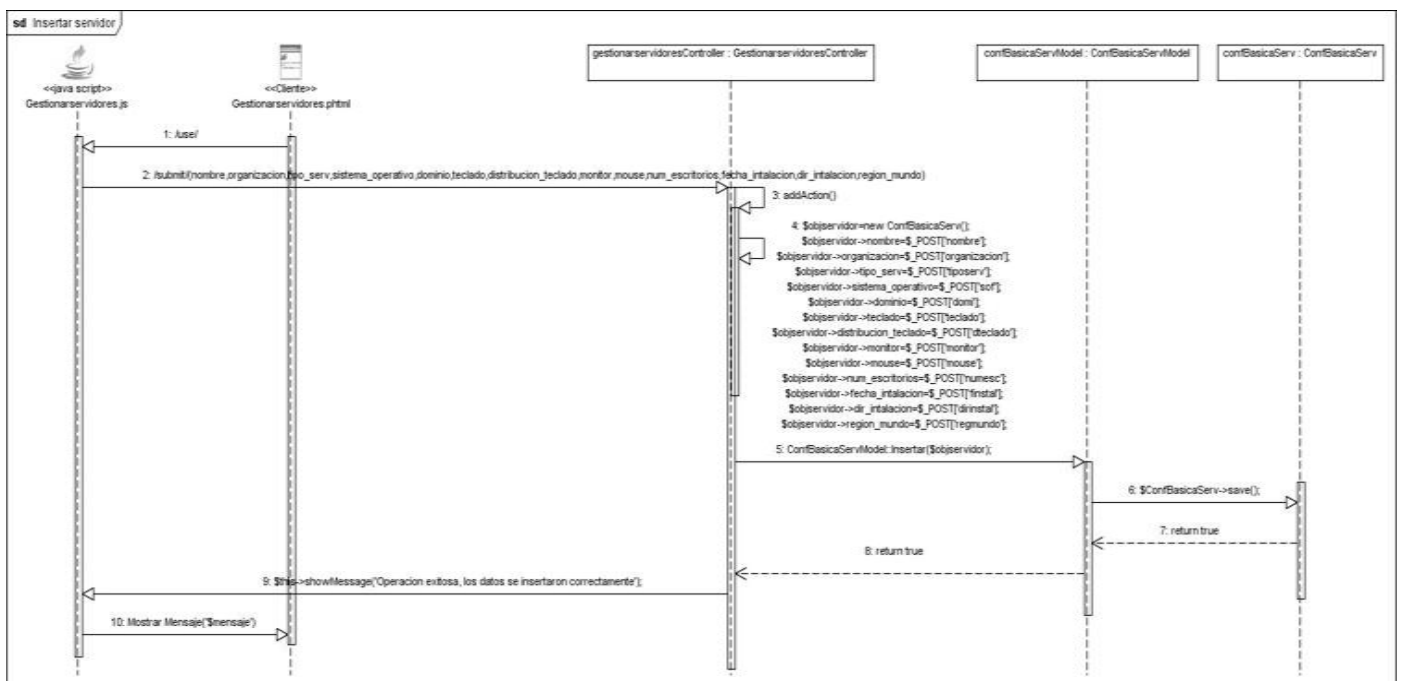 sd Insertar servidor
<<java script>>
Gestionarservidores.js
<<Cliente>>
Gestionarservidores.phtml
gestionarservidoresController : GestionarservidoresController
confBasicaServModel : ConfBasicaServModel
confBasicaServ : ConfBasicaServ
1: /use/
2: /submit/(nombre,organizacion,tipo_serv,sistema_operativo,dominio,teclado,distribucion_teclado,monitor,mouse,num_escritorios,fecha_intalacion,dir_intalacion,region_mundo)
3: addAction()
4: $objservidor=new ConfBasicaServ();
$objservidor->nombre=$_POST['nombre'];
$objservidor->organizacion=$_POST['organizacion'];
$objservidor->tipo_serv=$_POST['tiposerv'];
$objservidor->sistema_operativo=$_POST['sof'];
$objservidor->dominio=$_POST['domi'];
$objservidor->teclado=$_POST['teclado'];
$objservidor->distribucion_teclado=$_POST['dteclado'];
$objservidor->monitor=$_POST['monitor'];
$objservidor->mouse=$_POST['mouse'];
$objservidor->num_escritorios=$_POST['numesc'];
$objservidor->fecha_intalacion=$_POST['finstal'];
$objservidor->dir_intalacion=$_POST['dirinstal'];
$objservidor->region_mundo=$_POST['regmundo'];
5: ConfBasicaServModel::Insertar($objservidor);
6: $ConfBasicaServ->save();
7: return true
8: return true
9: $this->showMessage('Operacion exitosa, los datos se insertaron correctamente');
10: Mostrar Mensaje('$mensaje')